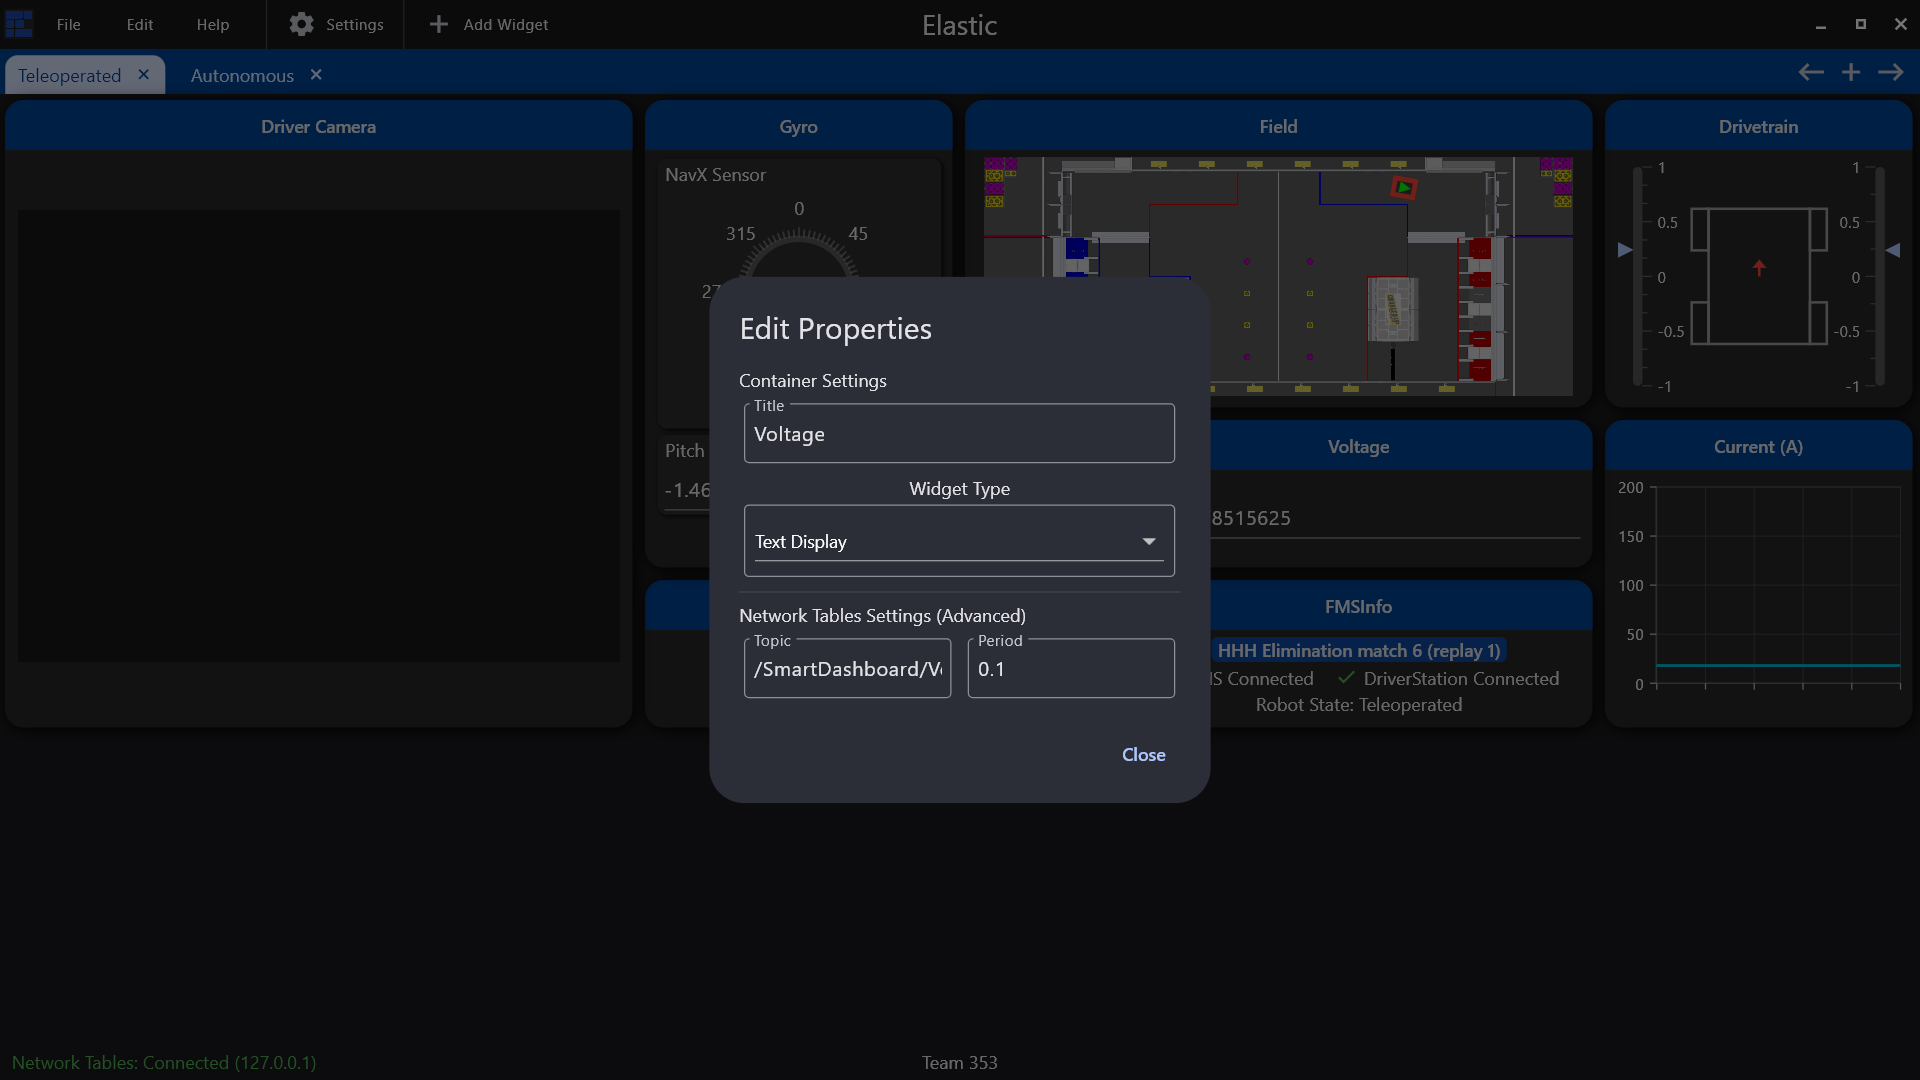 File Edit Help Settings Add Widget Elastic
Teleoperated Autonomous
Driver Camera
Gyro
NavX Sensor
0
315 45
Pitch
-1.46
Field
Drivetrain
1 1
0.5 0.5
0 0
-0.5 -0.5
-1 -1
Edit Properties
Container Settings
Title
Voltage
Widget Type
Text Display
Network Tables Settings (Advanced)
Topic Period
/SmartDashboard/V 0.1
Close
Voltage
8515625
FMSInfo
HHH Elimination match 6 (replay 1)
S Connected DriverStation Connected
Robot State: Teleoperated
Current (A)
200
150
100
50
0
Network Tables: Connected (127.0.0.1) Team 353